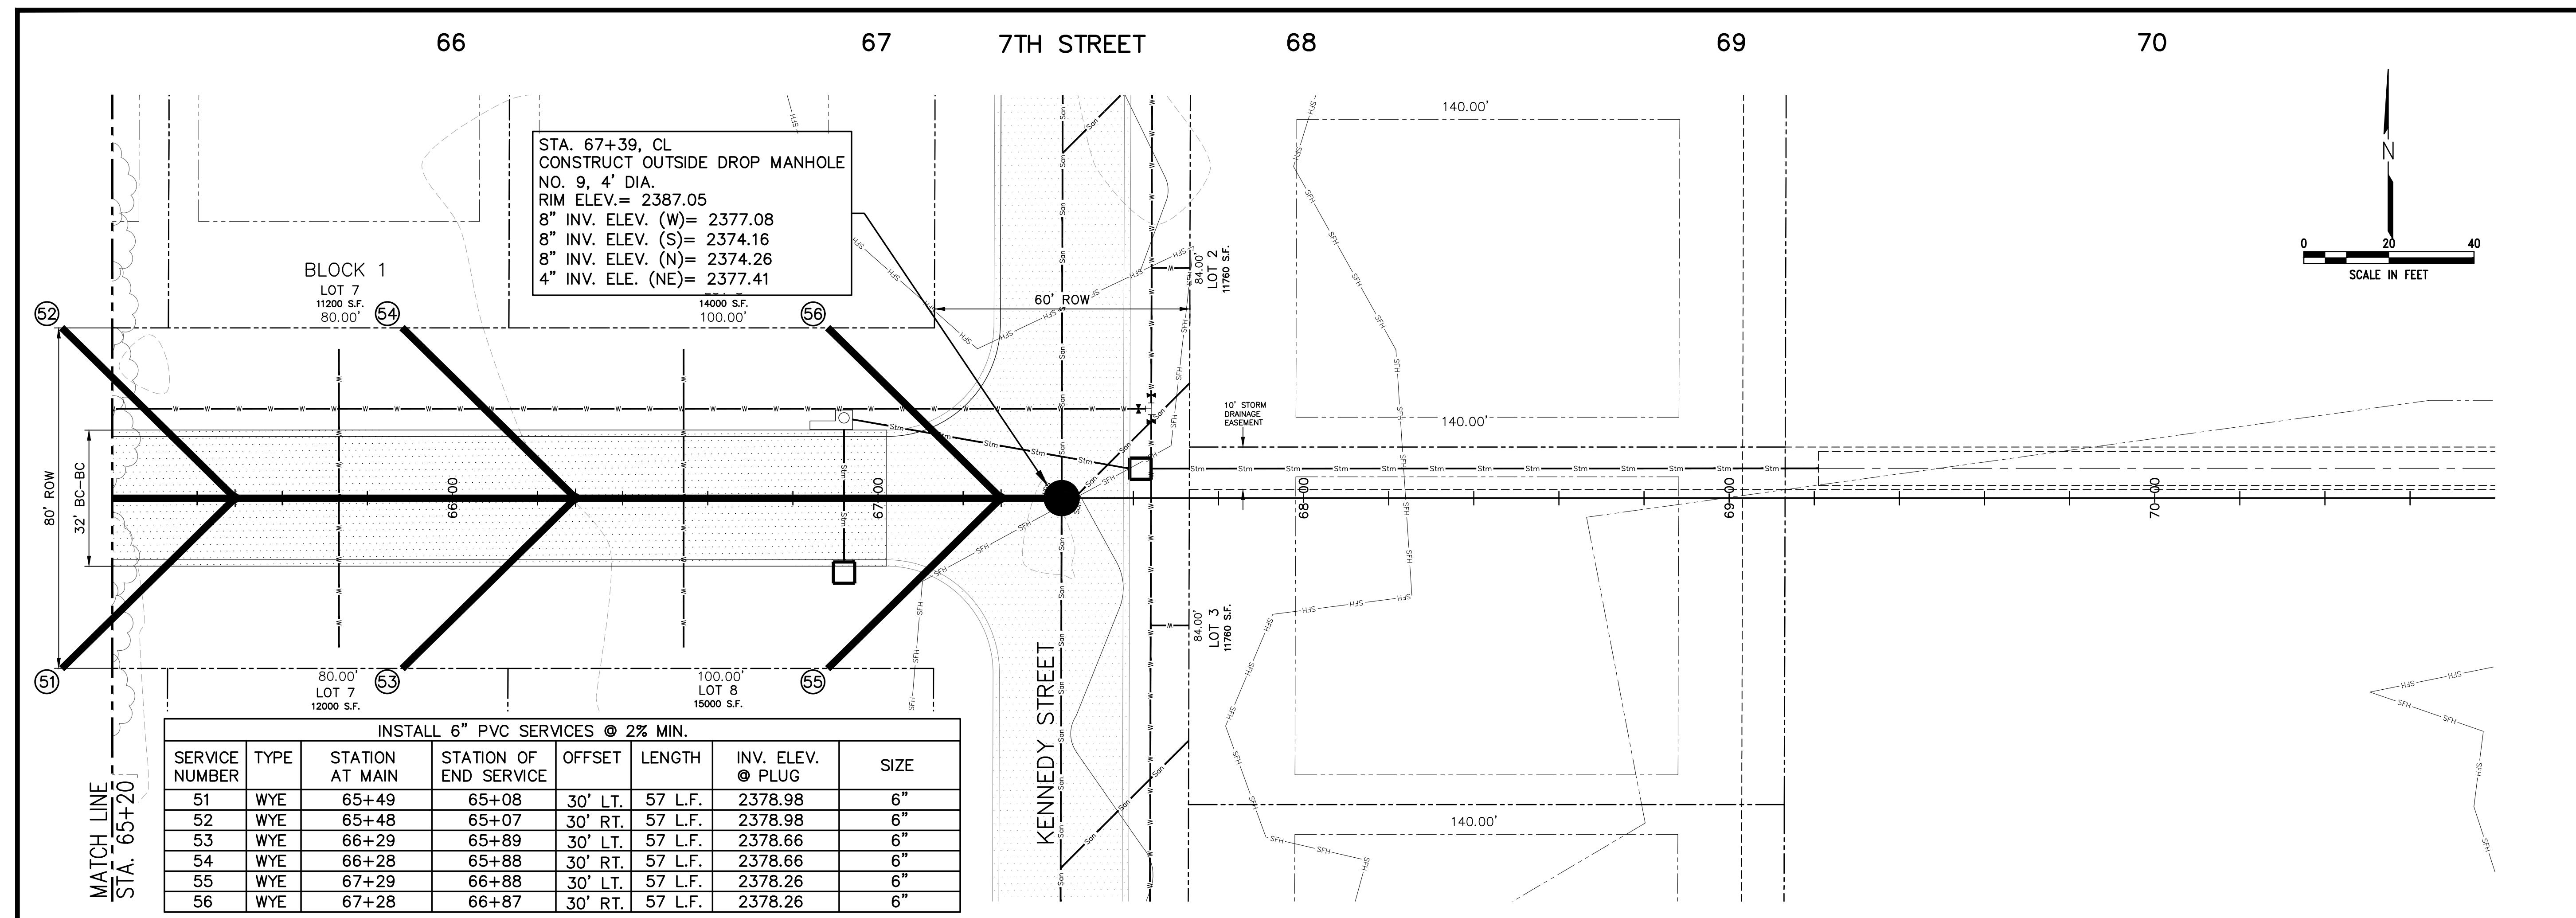 66
67
7TH STREET
68
69
70
STA. 67+39, CL
CONSTRUCT OUTSIDE DROP MANHOLE
NO. 9, 4' DIA.
RIM ELEV.= 2387.05
8" INV. ELEV. (W)= 2377.08
8" INV. ELEV. (S)= 2374.16
8" INV. ELEV. (N)= 2374.26
4" INV. ELE. (NE)= 2377.41
N
0 20 40
SCALE IN FEET
140.00'
BLOCK 1
LOT 7
11200 S.F.
80.00'
14000 S.F.
100.00'
60' ROW
84.00'
LOT 2
11760 S.F.
52
54
56
10' STORM
DRAINAGE
EASEMENT
140.00'
80' ROW
32' BC-BC
66+00
67+00
68+00
69+00
70+00
W
San
Stm
SFH
51
53
55
80.00'
LOT 7
12000 S.F.
100.00'
LOT 8
15000 S.F.
84.00'
LOT 3
11760 S.F.
KENNEDY STREET
140.00'
MATCH LINE
STA. 65+20
INSTALL 6" PVC SERVICES @ 2% MIN.
SERVICE NUMBER TYPE STATION AT MAIN STATION OF END SERVICE OFFSET LENGTH INV. ELEV. @ PLUG SIZE
51 WYE 65+49 65+08 30' LT. 57 L.F. 2378.98 6"
52 WYE 65+48 65+07 30' RT. 57 L.F. 2378.98 6"
53 WYE 66+29 65+89 30' LT. 57 L.F. 2378.66 6"
54 WYE 66+28 65+88 30' RT. 57 L.F. 2378.66 6"
55 WYE 67+29 66+88 30' LT. 57 L.F. 2378.26 6"
56 WYE 67+28 66+87 30' RT. 57 L.F. 2378.26 6"